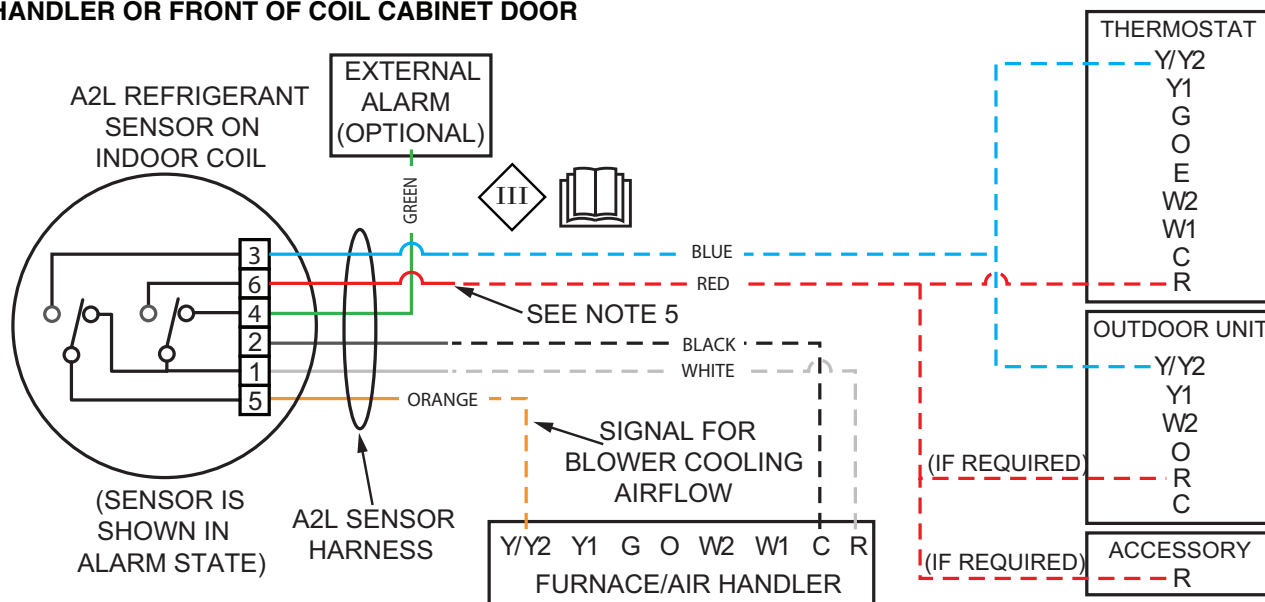 HANDLER OR FRONT OF COIL CABINET DOOR
A2L REFRIGERANT
SENSOR ON
INDOOR COIL
EXTERNAL
ALARM
(OPTIONAL)
GREEN
III
3
6
4
2
1
5
BLUE
RED
SEE NOTE 5
BLACK
WHITE
ORANGE
SIGNAL FOR
BLOWER COOLING
AIRFLOW
(SENSOR IS
SHOWN IN
ALARM STATE)
A2L SENSOR
HARNESS
Y/Y2 Y1 G O W2 W1 C R
FURNACE/AIR HANDLER
THERMOSTAT
Y/Y2
Y1
G
O
E
W2
W1
C
R
OUTDOOR UNIT
Y/Y2
Y1
W2
O
R
C
(IF REQUIRED)
ACCESSORY
R
(IF REQUIRED)